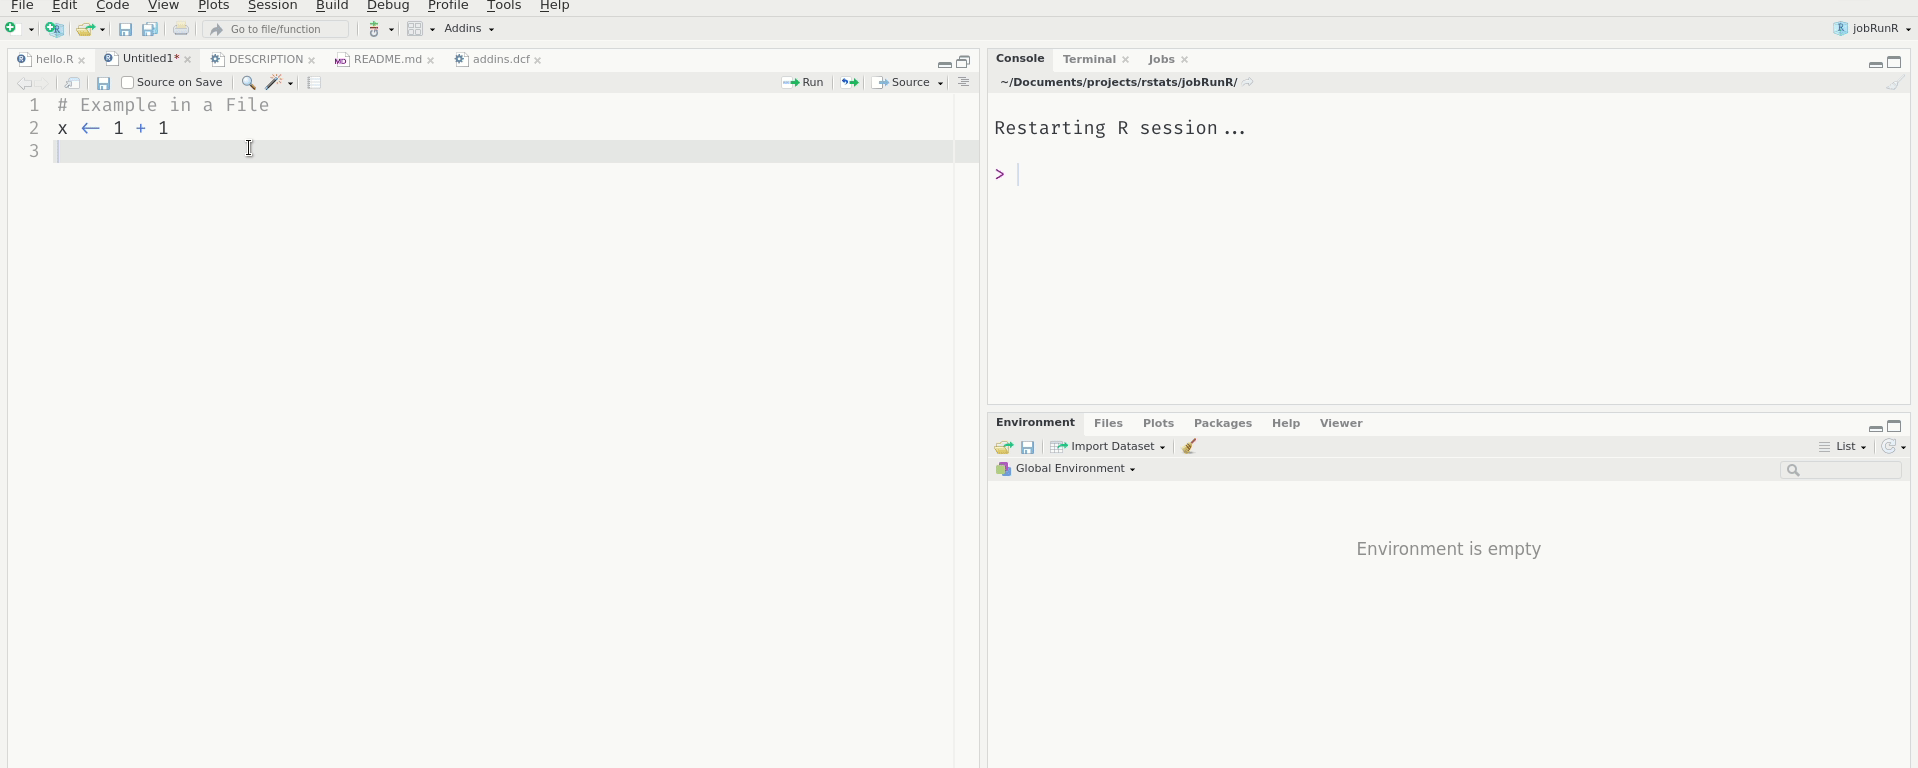 File Edit Code View Plots Session Build Debug Profile Tools Help
Go to file/function Addins jobRunR
hello.R Untitled1* DESCRIPTION README.md addins.dcf
Source on Save Run Source
1 # Example in a File
2 x ← 1 + 1
3
Console Terminal Jobs
~/Documents/projects/rstats/jobRunR/
Restarting R session...
>
Environment Files Plots Packages Help Viewer
Import Dataset List
Global Environment
Environment is empty